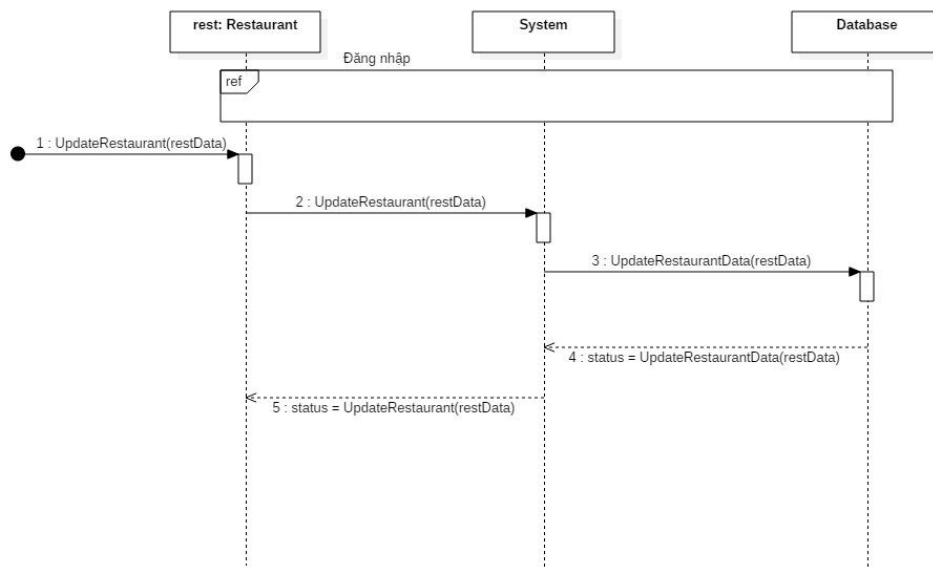 rest: Restaurant
System
Database
Đăng nhập
ref
1 : UpdateRestaurant(restData)
2 : UpdateRestaurant(restData)
3 : UpdateRestaurantData(restData)
4 : status = UpdateRestaurantData(restData)
5 : status = UpdateRestaurant(restData)